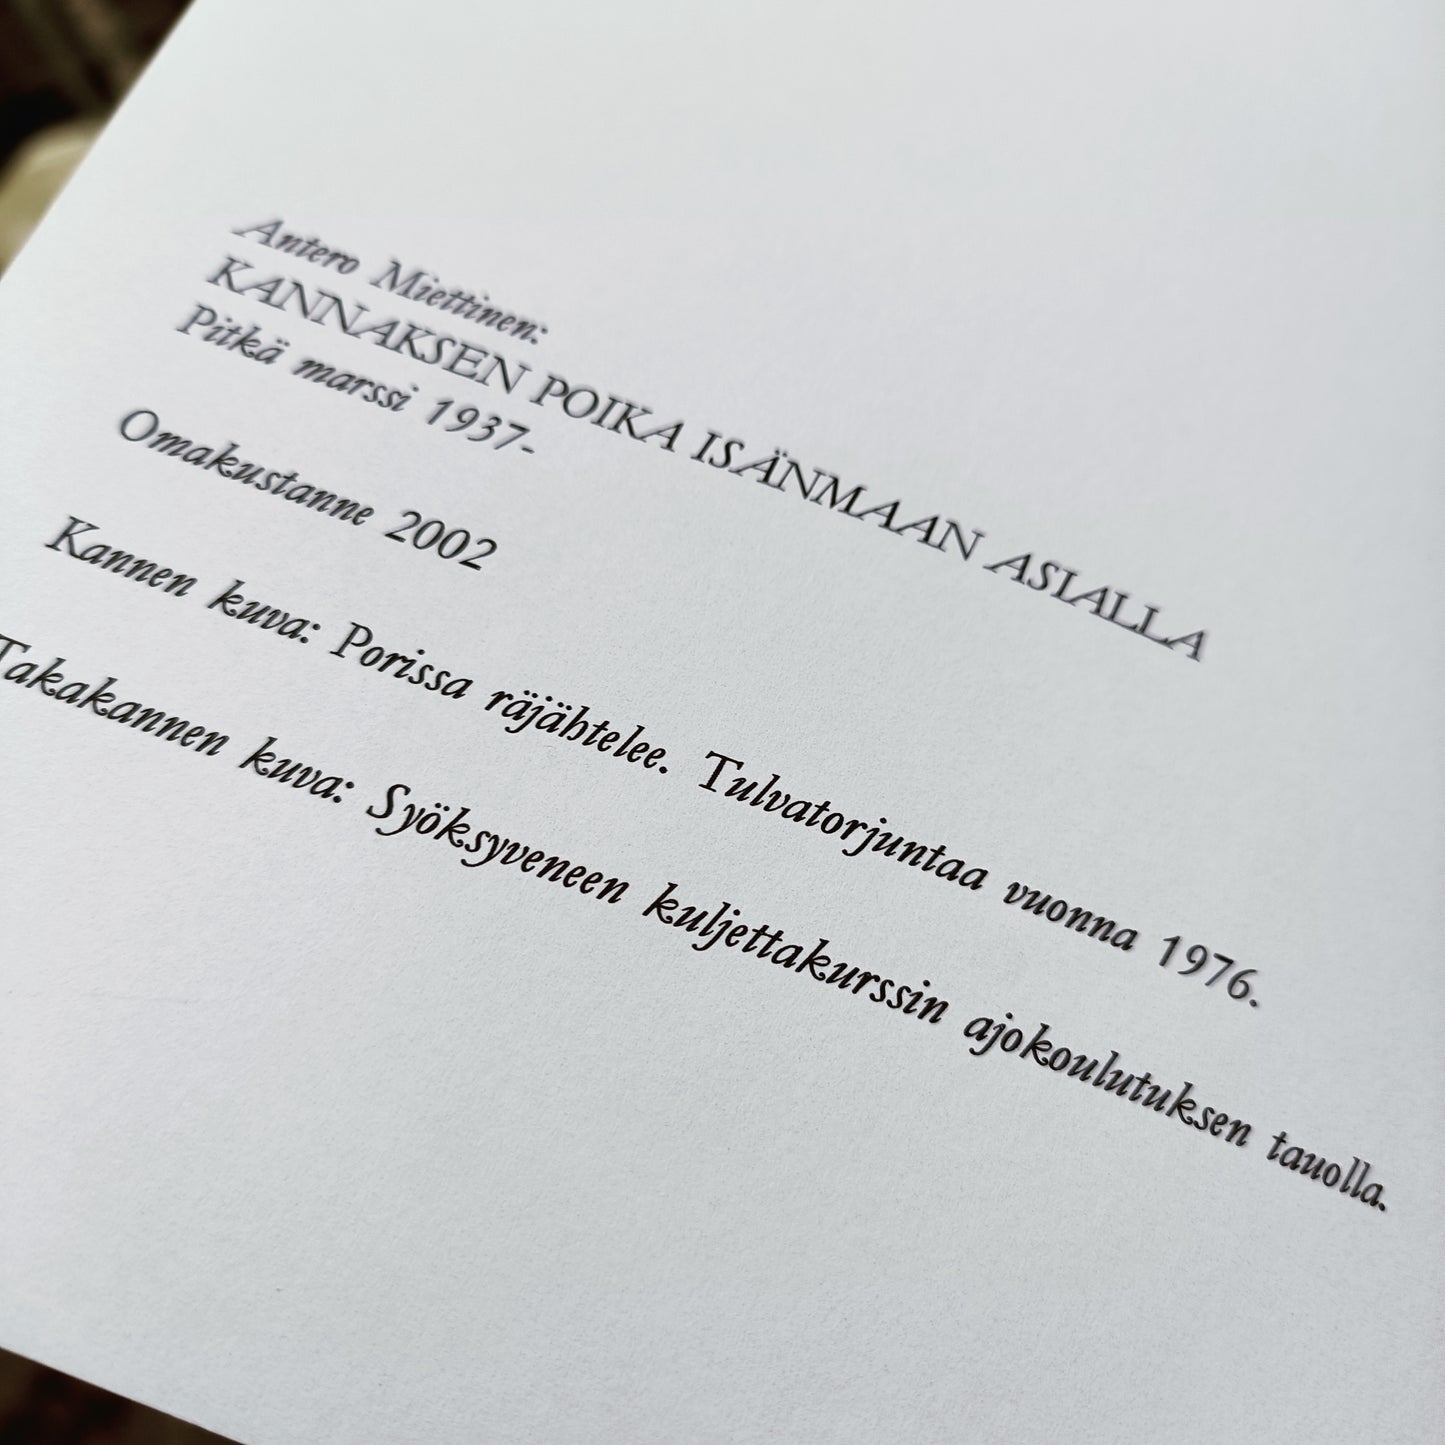 Antero Miettinen:
KANNAKSEN POIKA ISÄNMAAN ASIALLA
Pitkä marssi 1937-
Omakustanne 2002
Kannen kuva: Porissa räjähtelee. Tulvatorjuntaa vuonna 1976.
Takakannen kuva: Syöksyveneen kuljettakurssin ajokoulutuksen tauolla.